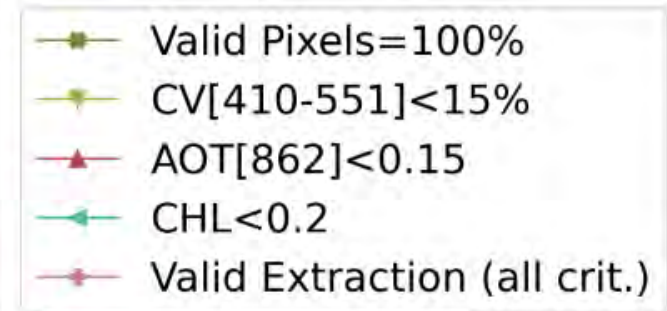 Valid Pixels=100%
CV[410-551]<15%
AOT[862]<0.15
CHL<0.2
Valid Extraction (all crit.)